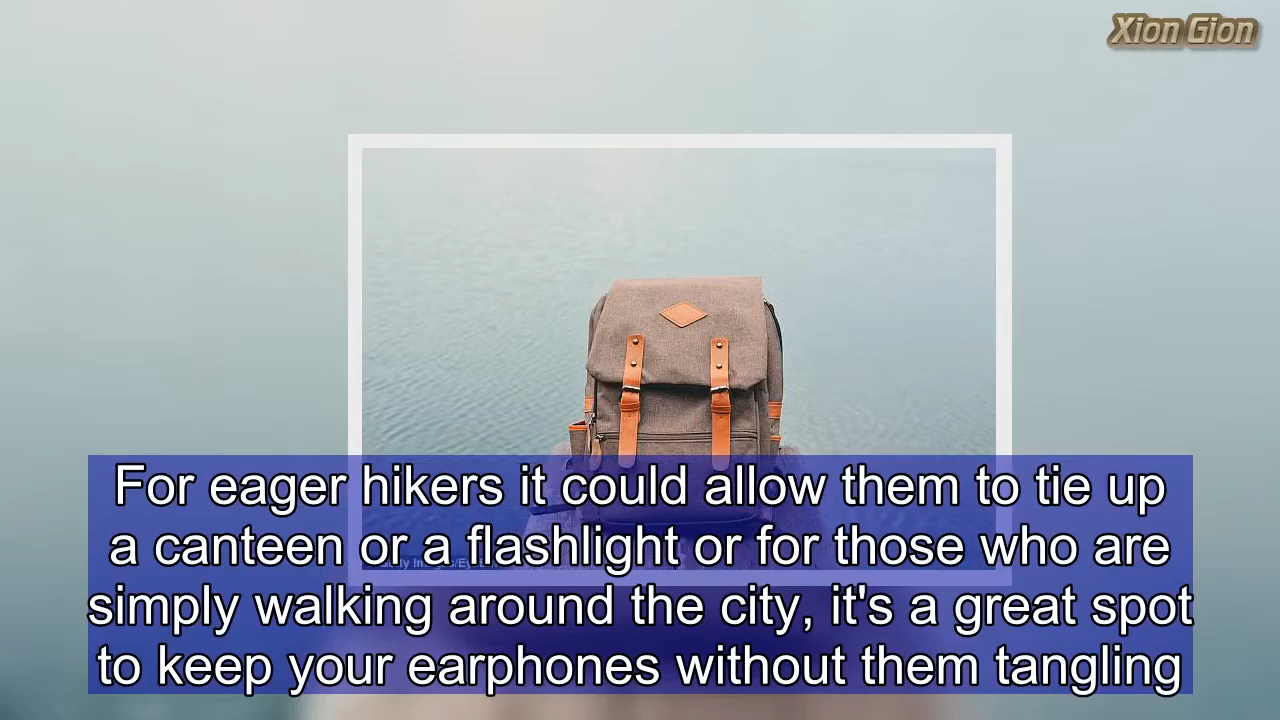 Xion Gion
For eager hikers it could allow them to tie up
a canteen or a flashlight or for those who are
simply walking around the city, it's a great spot
to keep your earphones without them tangling